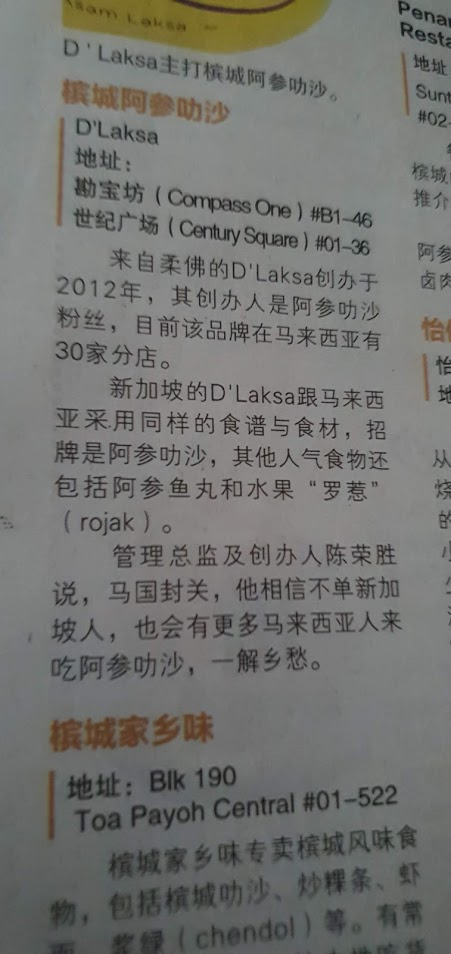 Asam Laksa
D'Laksa主打槟城阿参叻沙。
槟城阿参叻沙
D'Laksa
地址：
勘宝坊（Compass One）#B1-46
世纪广场（Century Square）#01-36
来自柔佛的D'Laksa创办于
2012年，其创办人是阿参叻沙
粉丝，目前该品牌在马来西亚有
30家分店。
新加坡的D'Laksa跟马来西
亚采用同样的食谱与食材，招
牌是阿参叻沙，其他人气食物还
包括阿参鱼丸和水果“罗惹”
（rojak）。
管理总监及创办人陈荣胜
说，马国封关，他相信不单新加
坡人，也会有更多马来西亚人来
吃阿参叻沙，一解乡愁。
槟城家乡味
地址：Blk 190
Toa Payoh Central #01-522
槟城家乡味专卖槟城风味食
物，包括槟城叻沙、炒粿条、虾
面、浆绿（chendol）等。有常
Penan
Resta
地址
Sunt
#02-
槟城
推介
阿参
卤肉
怡
地
从
烧
的
小